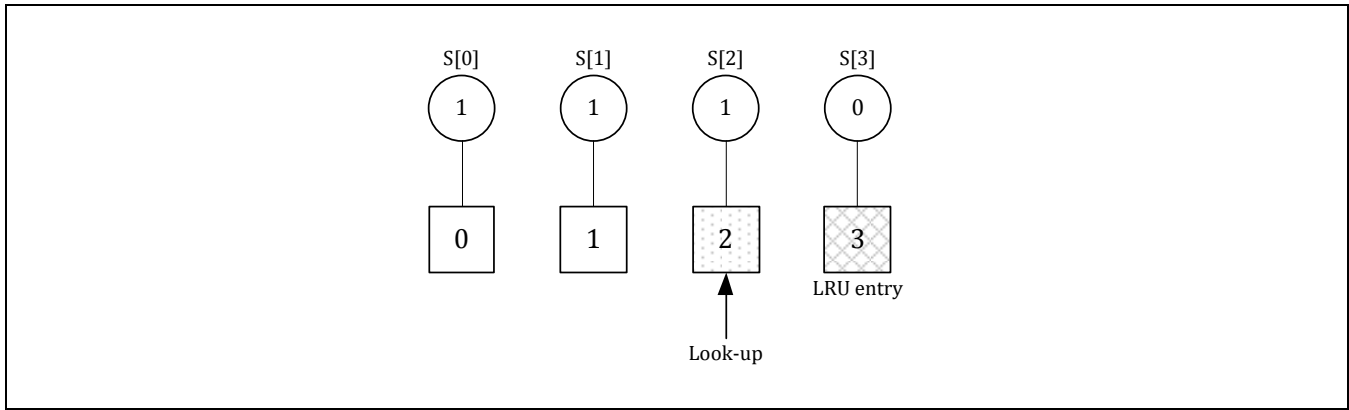 S[0] S[1] S[2] S[3]
1 1 1 0
0 1 2 3
LRU entry
Look-up